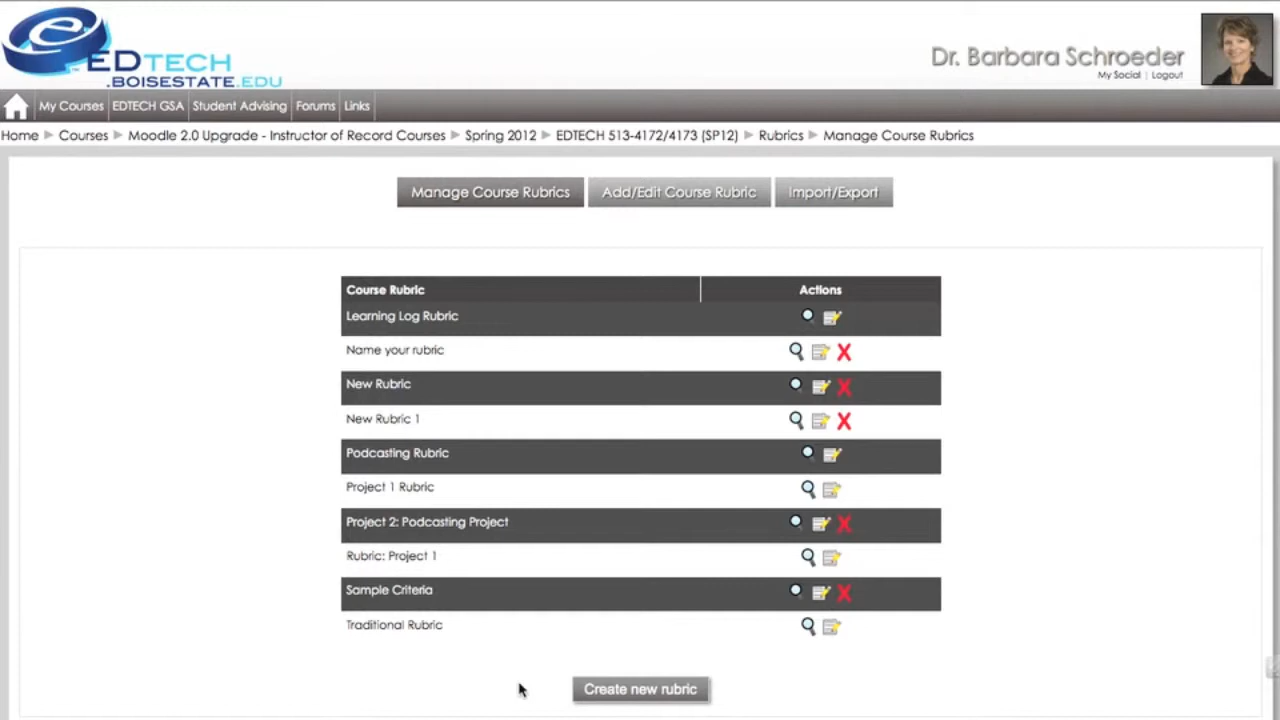 EDTECH
.BOISESTATE.EDU
Dr. Barbara Schroeder
My Social | Logout
My Courses EDTECH GSA Student Advising Forums Links
Home ► Courses ► Moodle 2.0 Upgrade - Instructor of Record Courses ► Spring 2012 ► EDTECH 513-4172/4173 (SP12) ► Rubrics ► Manage Course Rubrics
Manage Course Rubrics Add/Edit Course Rubric Import/Export
Course Rubric Actions
Learning Log Rubric
Name your rubric
New Rubric
New Rubric 1
Podcasting Rubric
Project 1 Rubric
Project 2: Podcasting Project
Rubric: Project 1
Sample Criteria
Traditional Rubric
Create new rubric